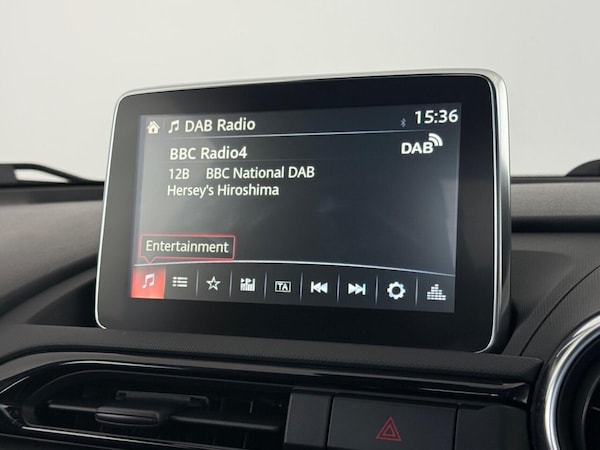 DAB Radio 15:36
BBC Radio4 DAB
12B BBC National DAB
Hersey's Hiroshima
Entertainment
TA